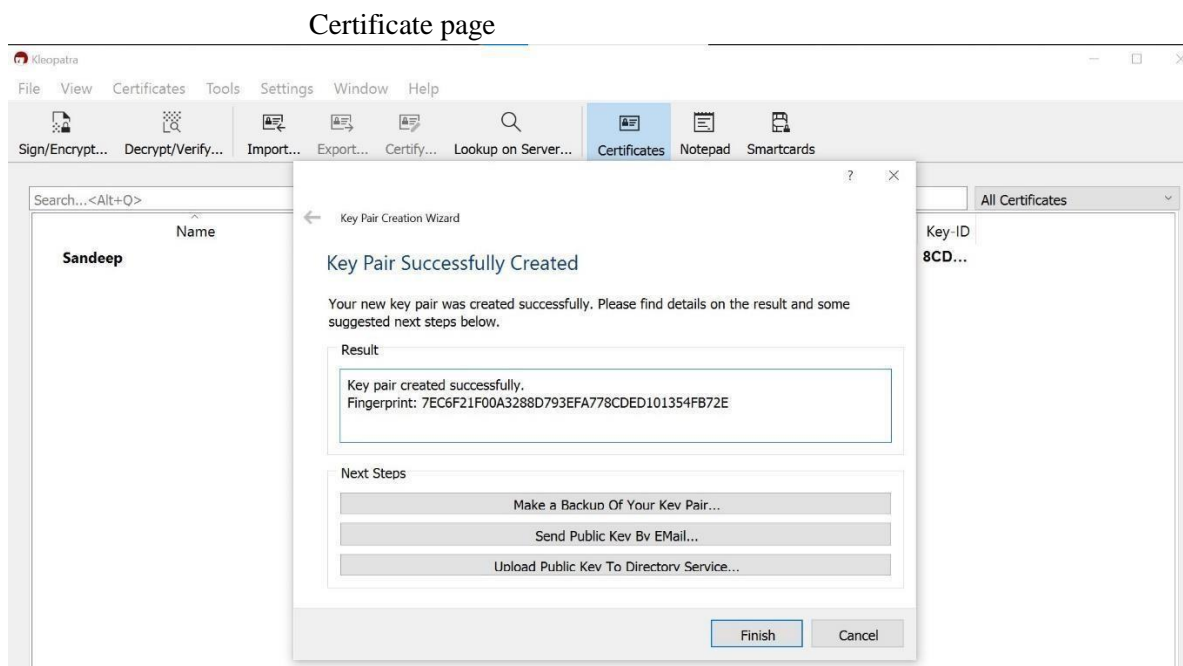 Certificate page
Kleopatra
File View Certificates Tools Settings Window Help
Sign/Encrypt... Decrypt/Verify... Import... Export... Certify... Lookup on Server... Certificates Notepad Smartcards
?
Search...<Alt+Q>
All Certificates
Key Pair Creation Wizard
Name
Key-ID
Sandeep
8CD...
Key Pair Successfully Created
Your new key pair was created successfully. Please find details on the result and some
suggested next steps below.
Result
Key pair created successfully.
Fingerprint: 7EC6F21F00A3288D793EFA778CDED101354FB72E
Next Steps
Make a Backup Of Your Key Pair...
Send Public Key By EMail...
Upload Public Key To Directory Service...
Finish Cancel